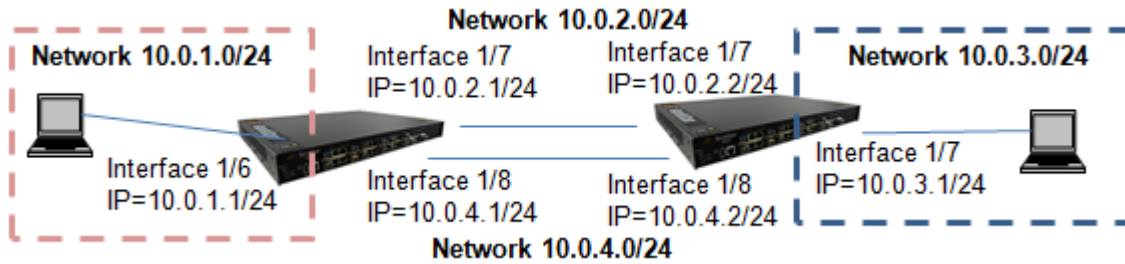 Network 10.0.2.0/24
Network 10.0.1.0/24
Interface 1/7
IP=10.0.2.1/24
Interface 1/7
IP=10.0.2.2/24
Network 10.0.3.0/24
Interface 1/6
IP=10.0.1.1/24
Interface 1/8
IP=10.0.4.1/24
Interface 1/8
IP=10.0.4.2/24
Interface 1/7
IP=10.0.3.1/24
Network 10.0.4.0/24